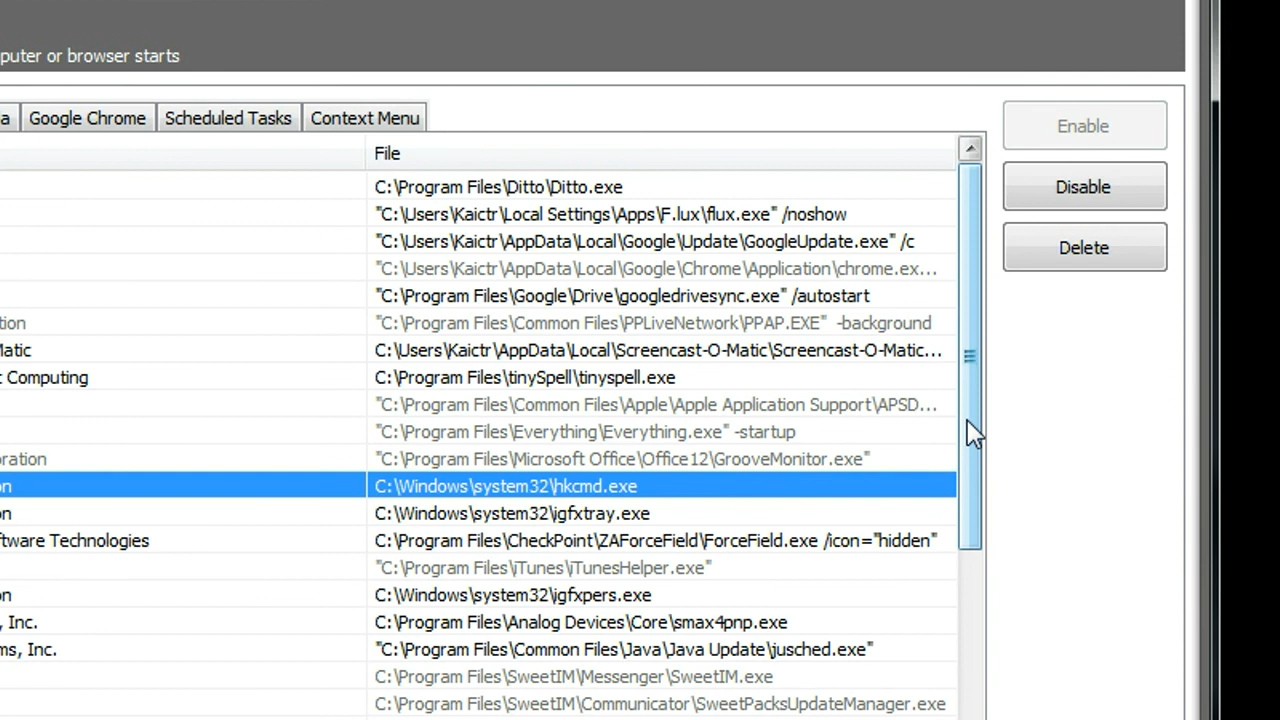 puter or browser starts
a Google Chrome Scheduled Tasks Context Menu
Enable
File
Disable
C:\Program Files\Ditto\Ditto.exe
"C:\Users\Kaictr\Local Settings\Apps\F.lux\flux.exe" /noshow
"C:\Users\Kaictr\AppData\Local\Google\Update\GoogleUpdate.exe" /c
Delete
"C:\Users\Kaictr\AppData\Local\Google\Chrome\Application\chrome.ex...
"C:\Program Files\Google\Drive\googledrivesync.exe" /autostart
tion "C:\Program Files\Common Files\PPLiveNetwork\PPAP.EXE" -background
Matic C:\Users\Kaictr\AppData\Local\Screencast-O-Matic\Screencast-O-Matic...
t Computing C:\Program Files\tinySpell\tinyspell.exe
"C:\Program Files\Common Files\Apple\Apple Application Support\APSD...
"C:\Program Files\Everything\Everything.exe" -startup
oration "C:\Program Files\Microsoft Office\Office12\GrooveMonitor.exe"
on C:\Windows\system32\hkcmd.exe
on C:\Windows\system32\igfxtray.exe
ftware Technologies C:\Program Files\CheckPoint\ZAForceField\ForceField.exe /icon="hidden"
"C:\Program Files\iTunes\iTunesHelper.exe"
on C:\Windows\system32\igfxpers.exe
, Inc. C:\Program Files\Analog Devices\Core\smax4pnp.exe
ms, Inc. "C:\Program Files\Common Files\Java\Java Update\jusched.exe"
C:\Program Files\SweetIM\Messenger\SweetIM.exe
C:\Program Files\SweetIM\Communicator\SweetPacksUpdateManager.exe